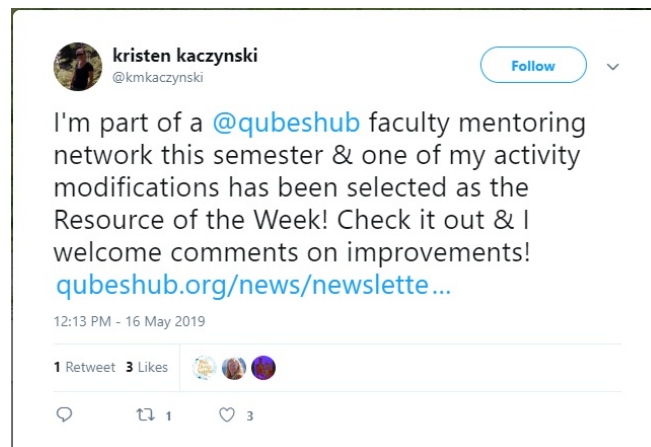 kristen kaczynski
@kmkaczynski
Follow
I'm part of a @qubeshub faculty mentoring
network this semester & one of my activity
modifications has been selected as the
Resource of the Week! Check it out & I
welcome comments on improvements!
qubeshub.org/news/newslette…
12:13 PM - 16 May 2019
1 Retweet 3 Likes
1 3